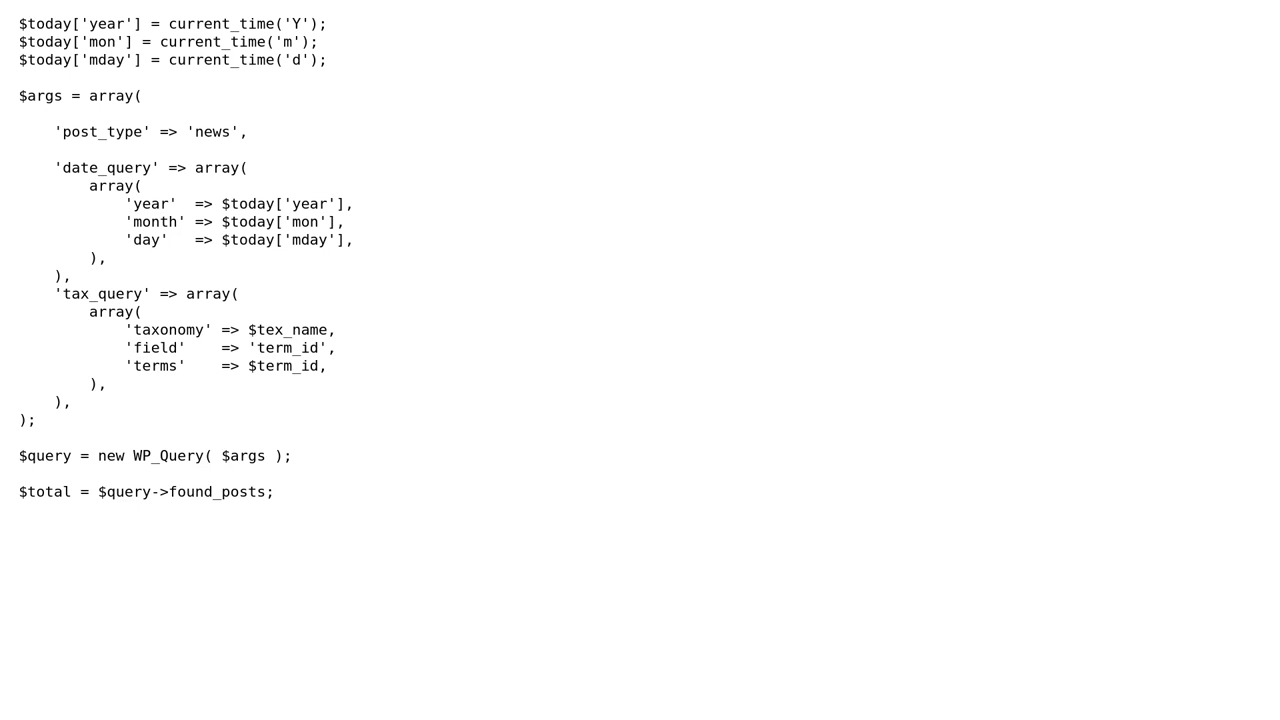 $today['year'] = current_time('Y');
$today['mon'] = current_time('m');
$today['mday'] = current_time('d');

$args = array(

    'post_type' => 'news',

    'date_query' => array(
        array(
            'year'  => $today['year'],
            'month' => $today['mon'],
            'day'   => $today['mday'],
        ),
    ),
    'tax_query' => array(
        array(
            'taxonomy' => $tex_name,
            'field'    => 'term_id',
            'terms'    => $term_id,
        ),
    ),
);

$query = new WP_Query( $args );

$total = $query->found_posts;